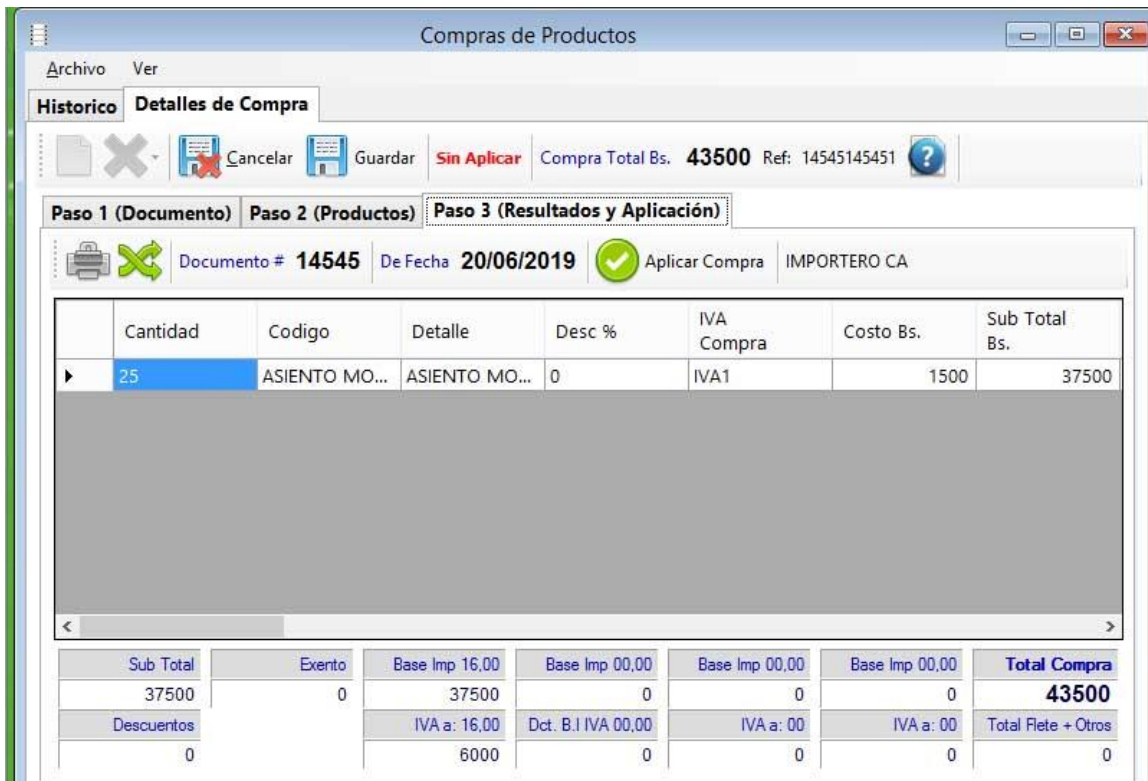 Compras de Productos
Archivo Ver
Historico Detalles de Compra
Cancelar Guardar Sin Aplicar Compra Total Bs. 43500 Ref: 14545145451 ?
Paso 1 (Documento) Paso 2 (Productos) Paso 3 (Resultados y Aplicación)
Documento # 14545 De Fecha 20/06/2019 Aplicar Compra IMPORTERO CA
Cantidad Codigo Detalle Desc % IVA Compra Costo Bs. Sub Total Bs.
25 ASIENTO MO... ASIENTO MO... 0 IVA1 1500 37500
Sub Total Exento Base Imp 16,00 Base Imp 00,00 Base Imp 00,00 Base Imp 00,00 Total Compra
37500 0 37500 0 0 0 43500
Descuentos IVA a: 16,00 Dct. B.I IVA 00,00 IVA a: 00 IVA a: 00 Total Flete + Otros
0 6000 0 0 0 0